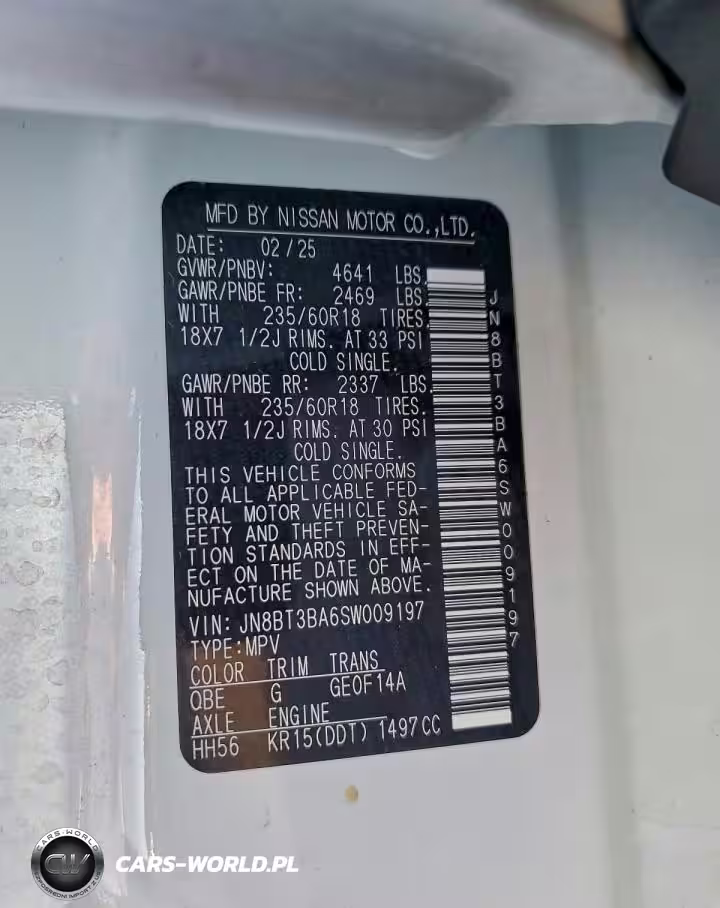 MFD BY NISSAN MOTOR CO.,LTD.
DATE: 02/25
GVWR/PNBV: 4641 LBS.
GAWR/PNBE FR: 2469 LBS.
WITH 235/60R18 TIRES,
18X7 1/2J RIMS. AT 33 PSI
COLD SINGLE.
GAWR/PNBE RR: 2337 LBS.
WITH 235/60R18 TIRES.
18X7 1/2J RIMS. AT 30 PSI
COLD SINGLE.
THIS VEHICLE CONFORMS
TO ALL APPLICABLE FED-
ERAL MOTOR VEHICLE SA-
FETY AND THEFT PREVEN-
TION STANDARDS IN EFF-
ECT ON THE DATE OF MA-
NUFACTURE SHOWN ABOVE.
VIN: JN8BT3BA6SW009197
TYPE:MPV
COLOR TRIM TRANS
QBE G GE0F14A
AXLE ENGINE
HH56 KR15(DDT) 1497CC
JN8BT3BA6SW009197
CARS-WORLD
CW
CARS-WORLD.PL